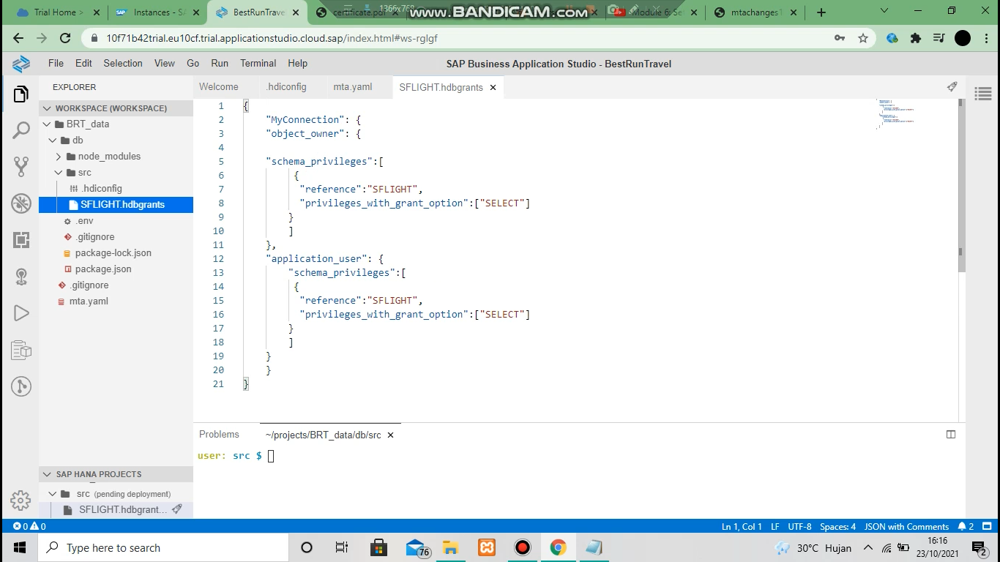 Trial Home >
Instances - SA
BestRunTrave
certificate.pdf
1366x768
www.BANDICAM.com
Module 6: Se
mtachanges1
10f71b42trial.eu10cf.trial.applicationstudio.cloud.sap/index.html#ws-rglgf
File Edit Selection View Go Run Terminal Help
SAP Business Application Studio - BestRunTravel
EXPLORER
WORKSPACE (WORKSPACE)
BRT_data
db
node_modules
src
.hdiconfig
SFLIGHT.hdbgrants
.env
.gitignore
package-lock.json
package.json
.gitignore
mta.yaml
SAP HANA PROJECTS
src (pending deployment)
SFLIGHT.hdbgrant...
Welcome .hdiconfig mta.yaml SFLIGHT.hdbgrants
1 {
2 "MyConnection": {
3 "object_owner": {
4
5 "schema_privileges":[
6 {
7 "reference":"SFLIGHT",
8 "privileges_with_grant_option":["SELECT"]
9 }
10 ]
11 },
12 "application_user": {
13 "schema_privileges":[
14 {
15 "reference":"SFLIGHT",
16 "privileges_with_grant_option":["SELECT"]
17 }
18 ]
19 }
20 }
21 }
Problems ~/projects/BRT_data/db/src
user: src $
0 0
Ln 1, Col 1 LF UTF-8 Spaces: 4 JSON with Comments 2
Type here to search
76
30°C Hujan
16:16
23/10/2021
2